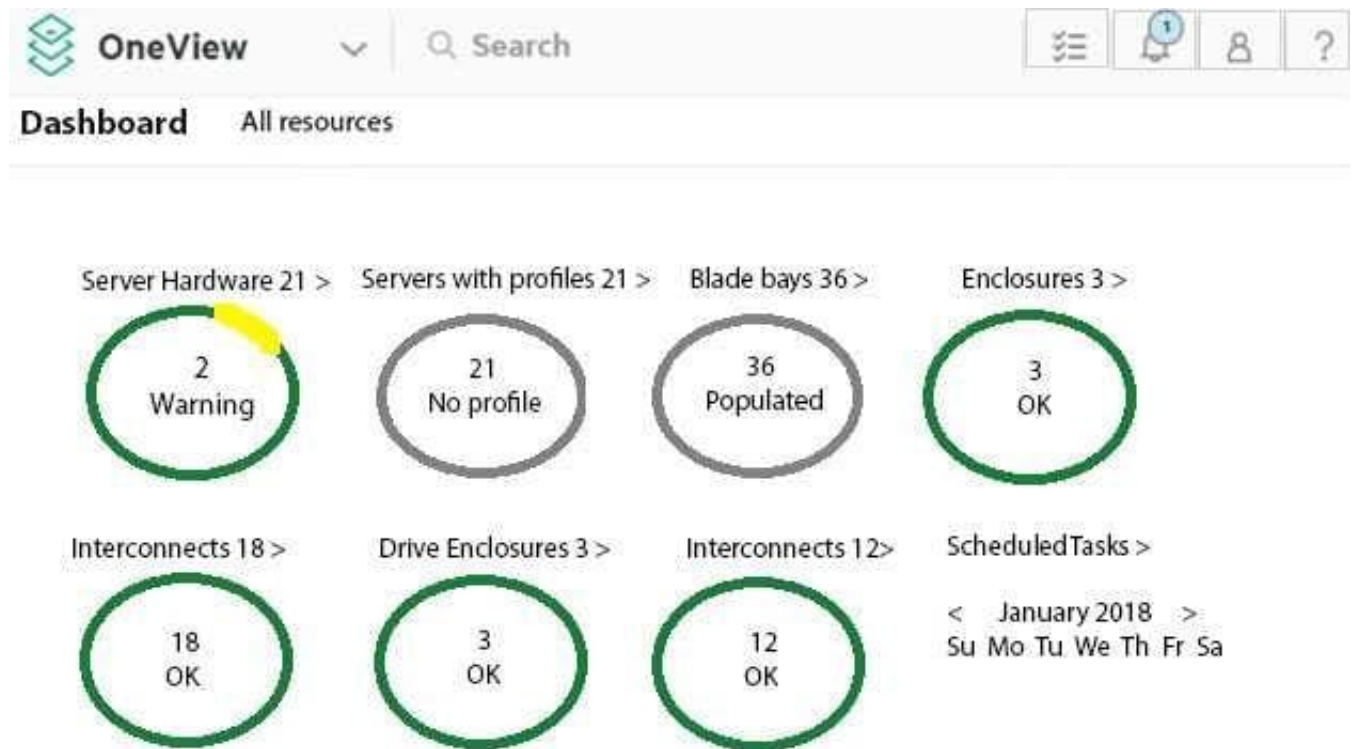 OneView Search 1 ?
Dashboard All resources
Server Hardware 21 > Servers with profiles 21 > Blade bays 36 > Enclosures 3 >
2 21 36 3
Warning No profile Populated OK
Interconnects 18 > Drive Enclosures 3 > Interconnects 12> ScheduledTasks >
< January 2018 >
Su Mo Tu We Th Fr Sa
18 3 12
OK OK OK